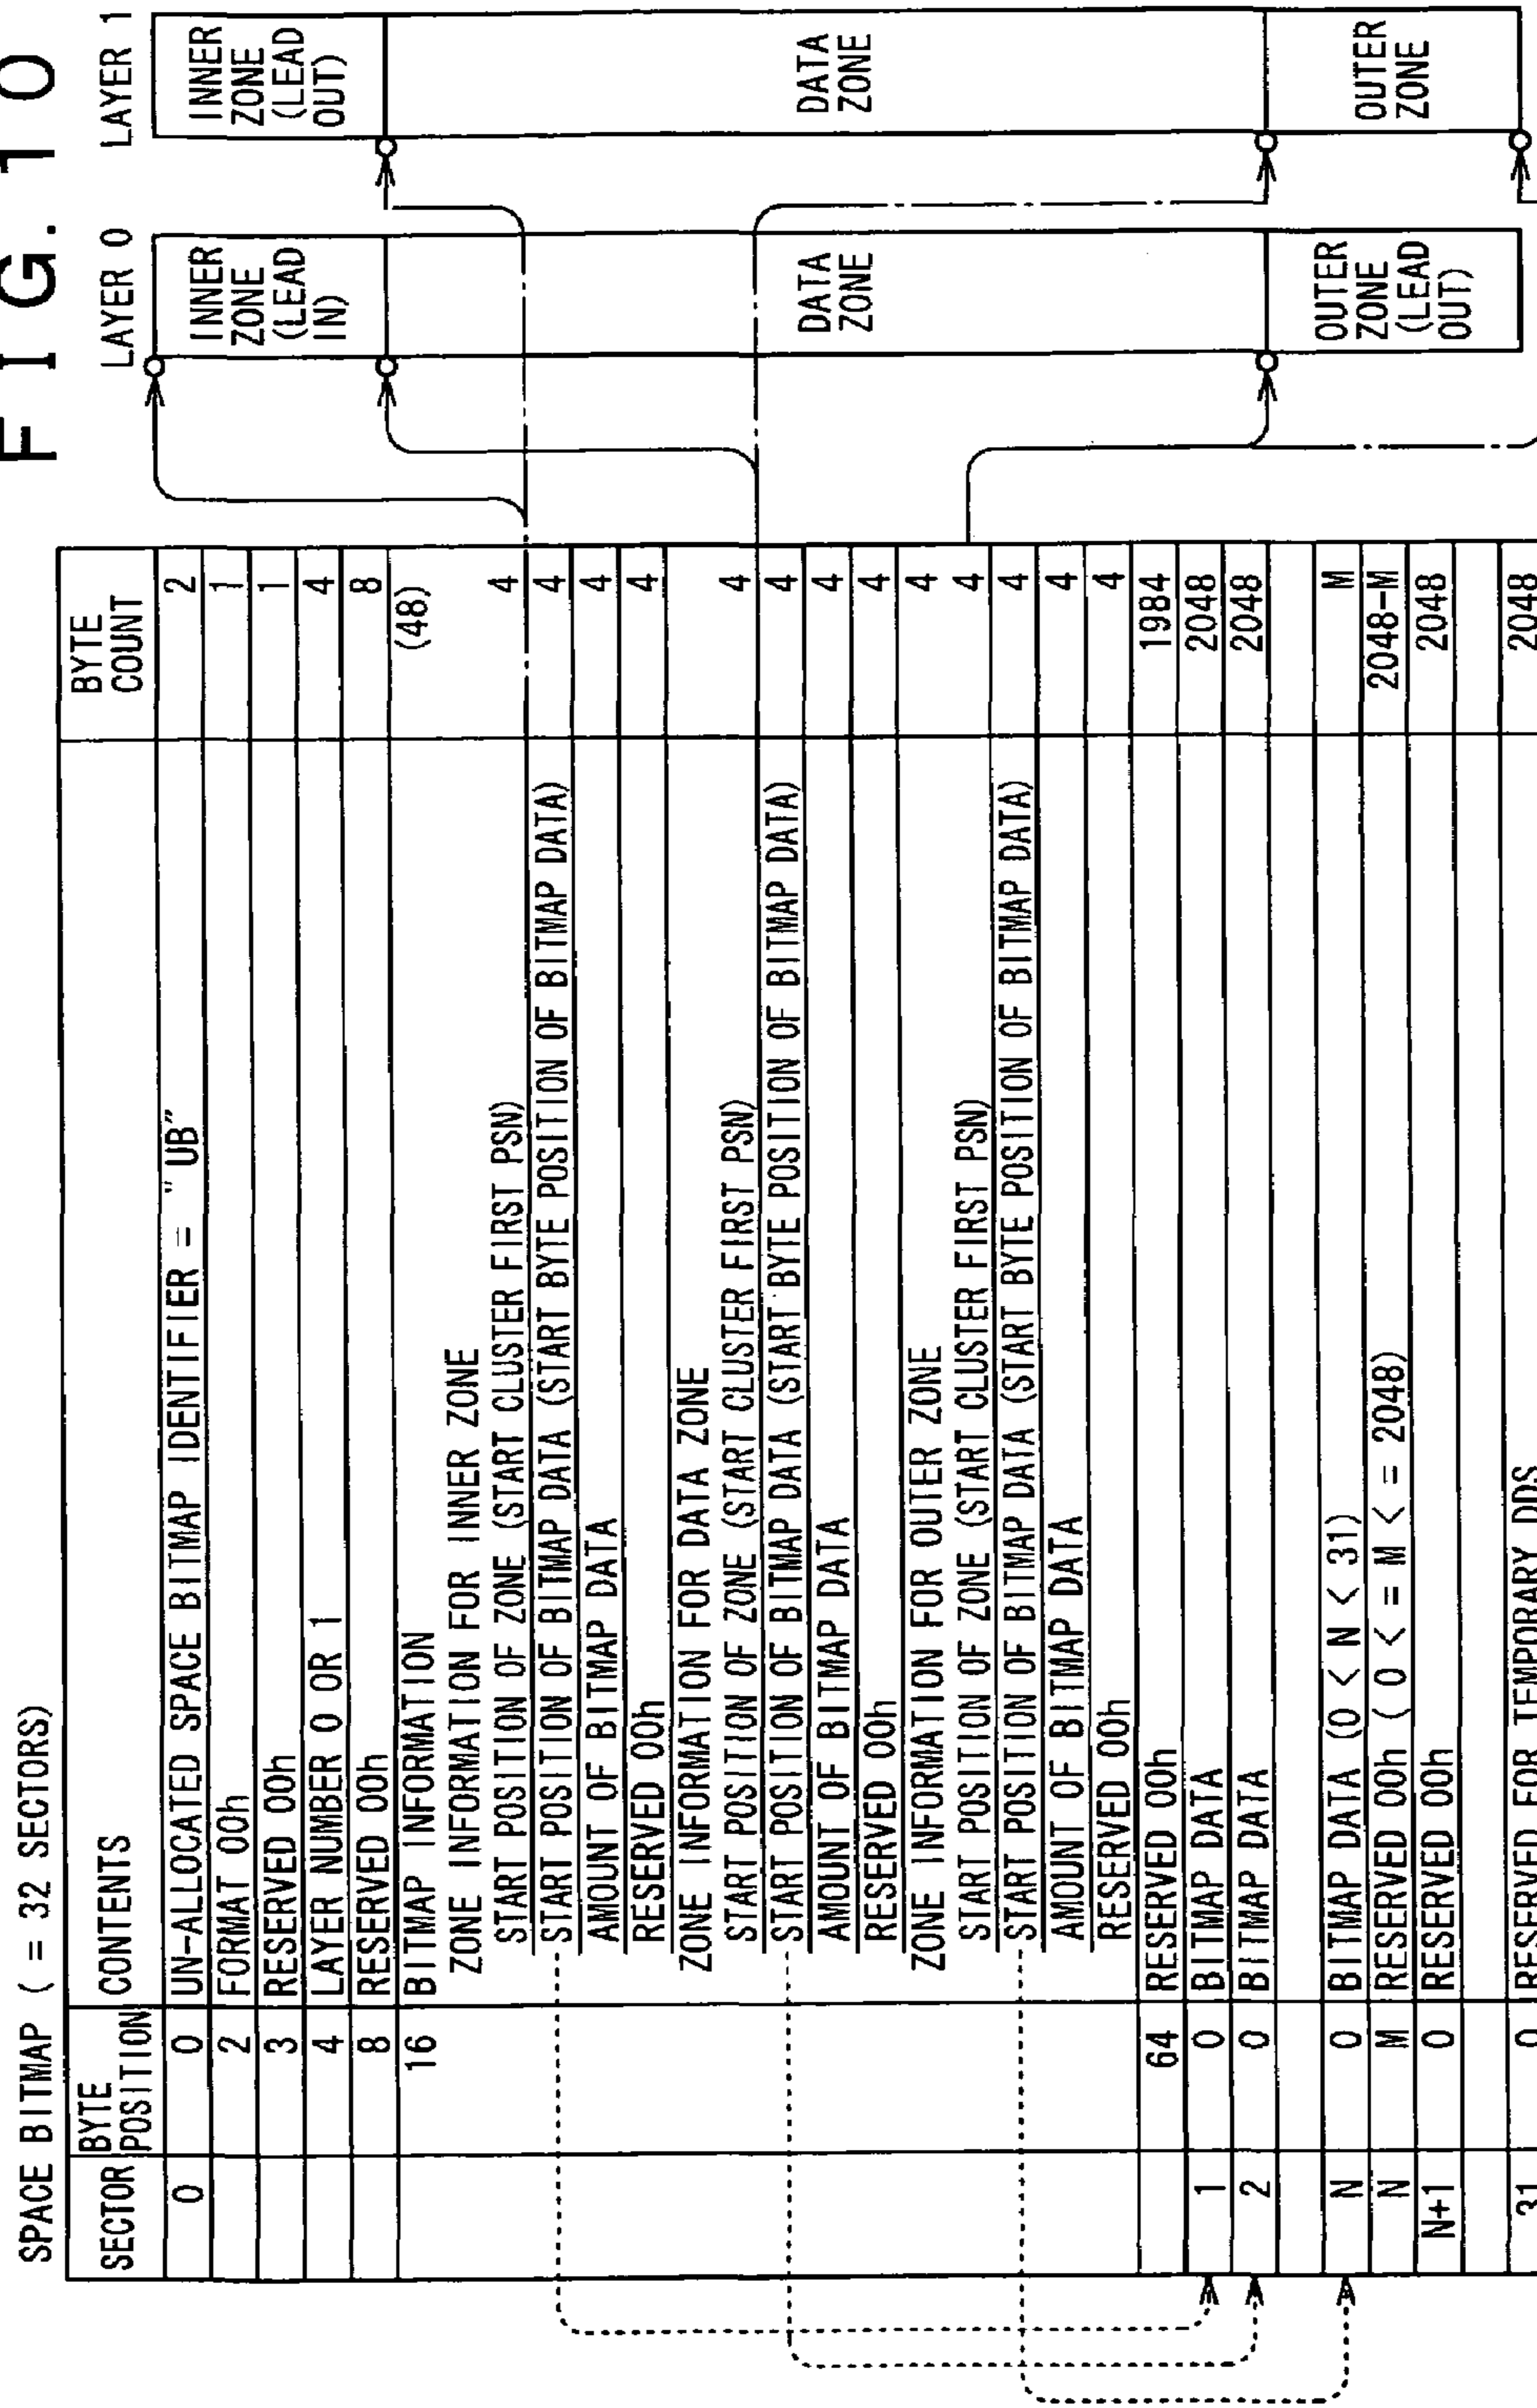 FIG. 10
SPACE BITMAP ( = 32 SECTORS)
SECTOR BYTE POSITION CONTENTS BYTE COUNT
0 0 UN-ALLOCATED SPACE BITMAP IDENTIFIER = "UB" 2
2 FORMAT 00h 1
3 RESERVED 00h 1
4 LAYER NUMBER 0 OR 1 4
8 RESERVED 00h 8
16 BITMAP INFORMATION (48)
ZONE INFORMATION FOR INNER ZONE
START POSITION OF ZONE (START CLUSTER FIRST PSN) 4
START POSITION OF BITMAP DATA (START BYTE POSITION OF BITMAP DATA) 4
AMOUNT OF BITMAP DATA 4
RESERVED 00h 4
ZONE INFORMATION FOR DATA ZONE
START POSITION OF ZONE (START CLUSTER FIRST PSN) 4
START POSITION OF BITMAP DATA (START BYTE POSITION OF BITMAP DATA) 4
AMOUNT OF BITMAP DATA 4
RESERVED 00h 4
ZONE INFORMATION FOR OUTER ZONE 4
START POSITION OF ZONE (START CLUSTER FIRST PSN) 4
START POSITION OF BITMAP DATA (START BYTE POSITION OF BITMAP DATA) 4
AMOUNT OF BITMAP DATA 4
RESERVED 00h 4
64 RESERVED 00h 1984
1 0 BITMAP DATA 2048
2 0 BITMAP DATA 2048
N 0 BITMAP DATA (0 < N < 31) M
N M RESERVED 00h ( 0 < = M < = 2048) 2048-M
N+1 0 RESERVED 00h 2048
31 0 RESERVED FOR TEMPORARY DDS 2048
LAYER 0
INNER
ZONE
(LEAD
IN)
DATA
ZONE
OUTER
ZONE
(LEAD
OUT)
LAYER 1
INNER
ZONE
(LEAD
OUT)
DATA
ZONE
OUTER
ZONE